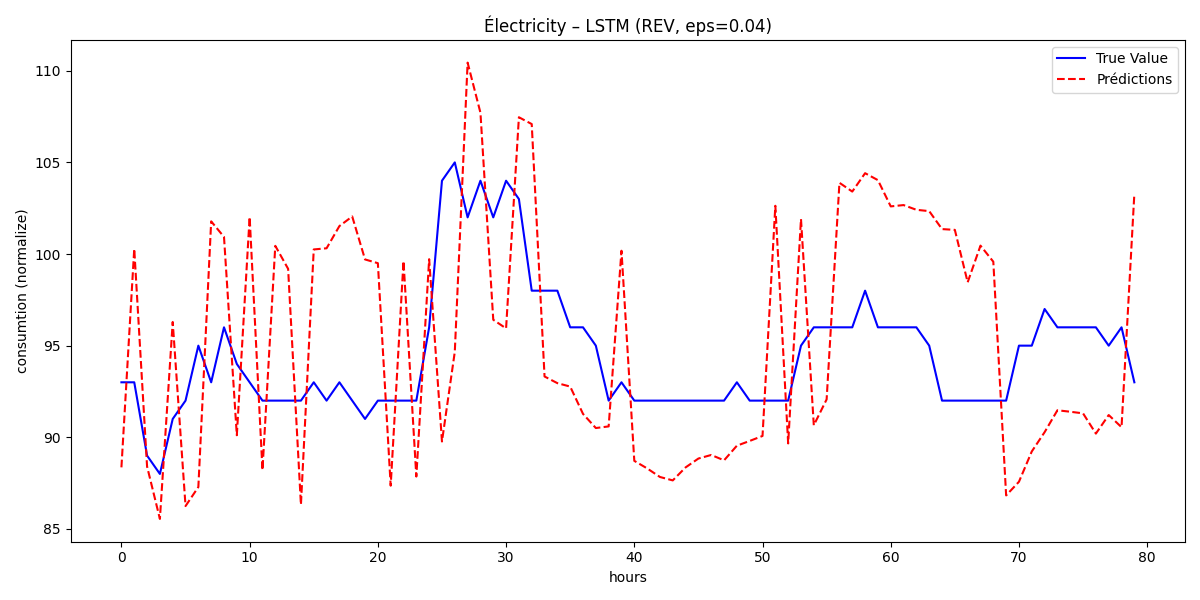 Électricity – LSTM (REV, eps=0.04)
True Value
Prédictions
consumtion (normalize)
110
105
100
95
90
85
0 10 20 30 40 50 60 70 80
hours